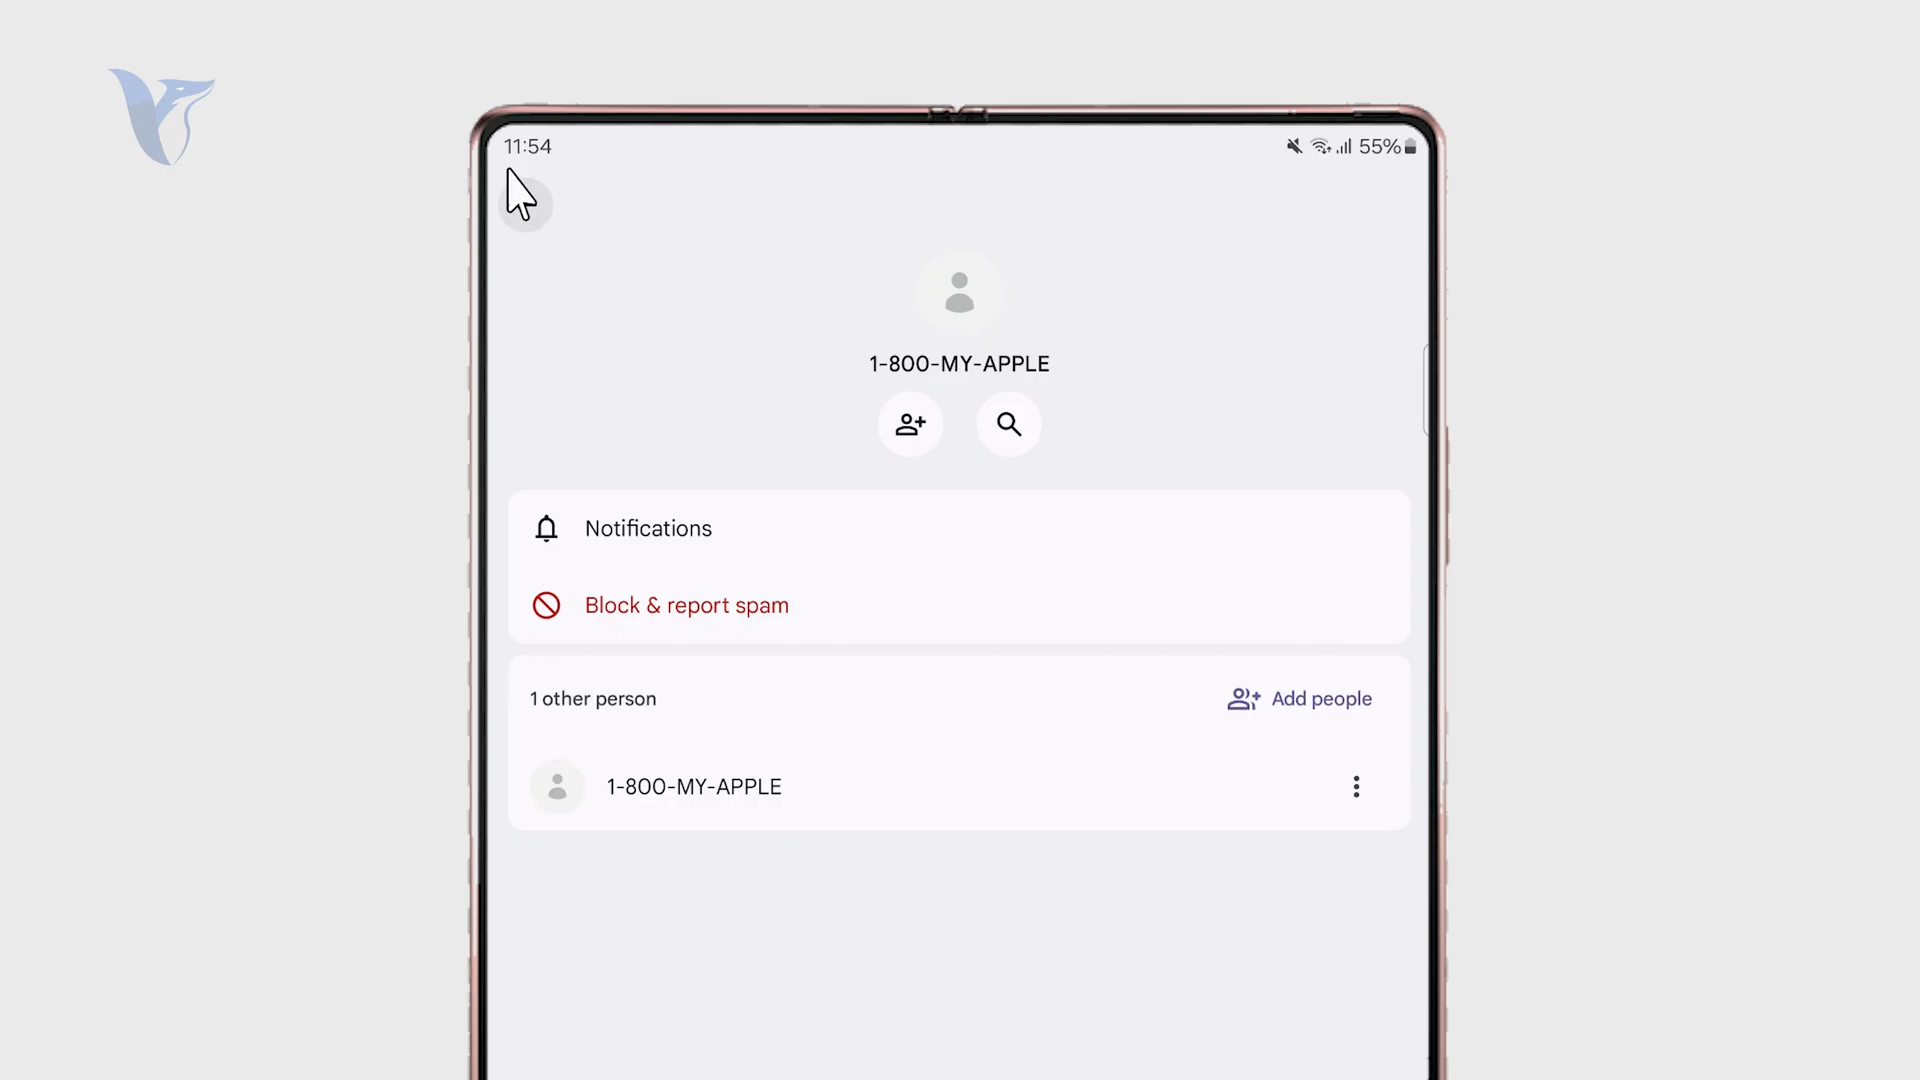 11:54
55%
1-800-MY-APPLE
Notifications
Block & report spam
1 other person
Add people
1-800-MY-APPLE